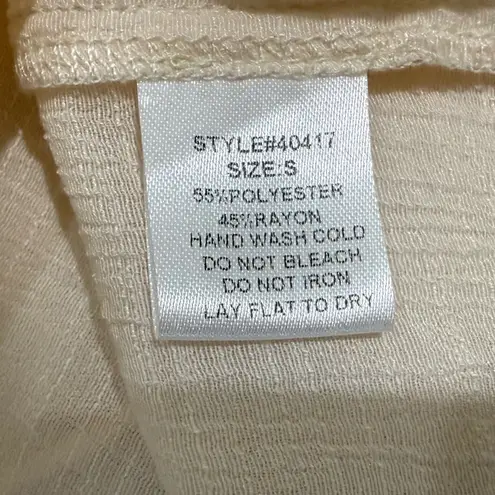 STYLE#40417
SIZE:S
55%POLYESTER
45%RAYON
HAND WASH COLD
DO NOT BLEACH
DO NOT IRON
LAY FLAT TO DRY